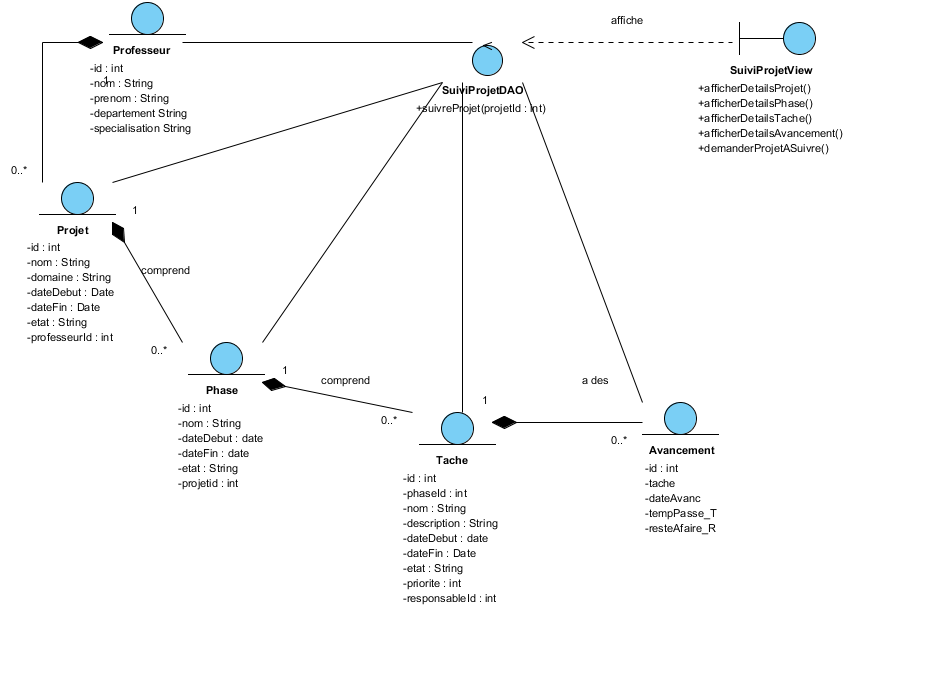 affiche
Professeur
-id : int
1
-nom : String
-prenom : String
-departement String
-specialisation String
SuiviProjetDAO
+suivreProjet(projetId : int)
SuiviProjetView
+afficherDetailsProjet()
+afficherDetailsPhase()
+afficherDetailsTache()
+afficherDetailsAvancement()
+demanderProjetASuivre()
0..*
1
Projet
-id : int
-nom : String
-domaine : String
-dateDebut : Date
-dateFin : Date
-etat : String
-professeurId : int
comprend
0..*
1
Phase
-id : int
-nom : String
-dateDebut : date
-dateFin : date
-etat : String
-projetid : int
comprend
0..*
1
Tache
-id : int
-phaseId : int
-nom : String
-description : String
-dateDebut : date
-dateFin : Date
-etat : String
-priorite : int
-responsableId : int
a des
0..*
Avancement
-id : int
-tache
-dateAvanc
-tempPasse_T
-resteAfaire_R